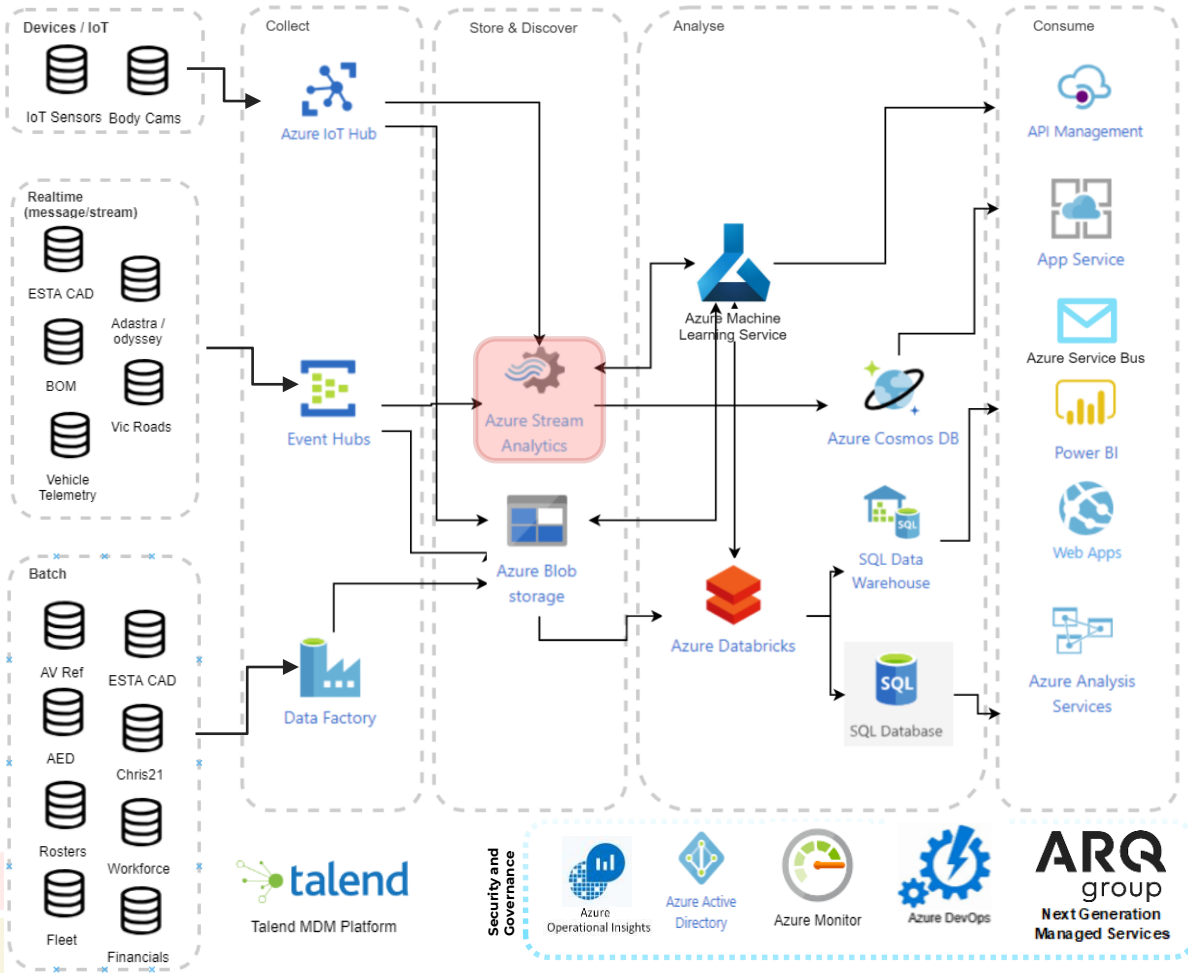 Devices / IoT
IoT Sensors
Body Cams
Realtime
(message/stream)
ESTA CAD
Adastra /
odyssey
BOM
Vic Roads
Vehicle
Telemetry
Batch
AV Ref
ESTA CAD
AED
Chris21
Rosters
Workforce
Fleet
Financials
Collect
Azure IoT Hub
Event Hubs
Data Factory
Store & Discover
Azure Stream
Analytics
Azure Blob
storage
Analyse
Azure Machine
Learning Service
Azure Cosmos DB
SQL
SQL Data
Warehouse
Azure Databricks
SQL
SQL Database
Consume
API Management
App Service
Azure Service Bus
Power BI
Web Apps
Azure Analysis
Services
talend
Talend MDM Platform
Security and
Governance
Azure
Operational Insights
Azure Active
Directory
Azure Monitor
Azure DevOps
ARQ
group
Next Generation
Managed Services